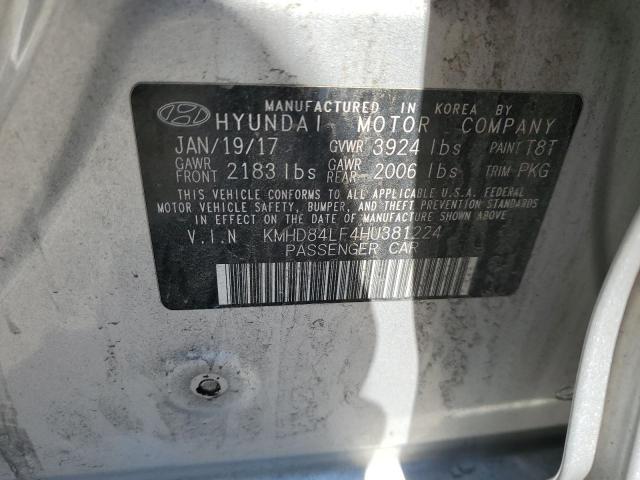 MANUFACTURED IN KOREA BY
HYUNDAI MOTOR COMPANY
JAN/19/17 GVWR 3924 lbs PAINT T8T
GAWR FRONT 2183 lbs GAWR REAR 2006 lbs TRIM PKG
THIS VEHICLE CONFORMS TO ALL APPLICABLE U.S.A. FEDERAL
MOTOR VEHICLE SAFETY, BUMPER, AND THEFT PREVENTION STANDARDS
IN EFFECT ON THE DATE OF MANUFACTURE SHOWN ABOVE.
V.I.N KMHD84LF4HU381224
PASSENGER CAR